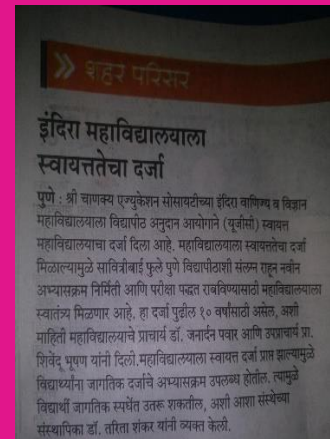 शहर परिसर
इंदिरा महाविद्यालयाला
स्वायत्ततेचा दर्जा
पुणे : श्री चाणक्य एज्युकेशन सोसायटीच्या इंदिरा वाणिज्य व विज्ञान
महाविद्यालयाला विद्यापीठ अनुदान आयोगाने (यूजीसी) स्वायत्त
महाविद्यालयाचा दर्जा दिला आहे. महाविद्यालयाला स्वायत्ततेचा दर्जा
मिळाल्यामुळे सावित्रीबाई फुले पुणे विद्यापीठाशी संलग्न राहून नवीन
अभ्यासक्रम निर्मिती आणि परीक्षा पद्धत राबविण्यासाठी महाविद्यालयाला
स्वातंत्र्य मिळणार आहे. हा दर्जा पुढील १० वर्षांसाठी असेल, अशी
माहिती महाविद्यालयाचे प्राचार्य डॉ. जनार्दन पवार आणि उपप्राचार्य प्रा.
शिवेंदू भूषण यांनी दिली.महाविद्यालयाला स्वायत्त दर्जा प्राप्त झाल्यामुळे
विद्यार्थ्यांना जागतिक दर्जाचे अभ्यासक्रम उपलब्ध होतील. त्यामुळे
विद्यार्थी जागतिक स्पर्धेत उतरू शकतील, अशी आशा संस्थेच्या
संस्थापिका डॉ. तरिता शंकर यांनी व्यक्त केली.